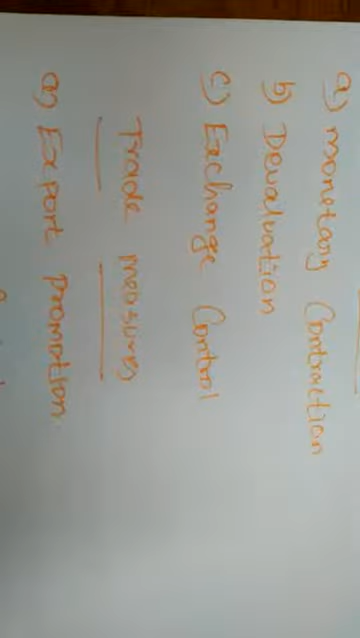 a) Monetary Contraction
b) Devaluation
c) Exchange Control
Trade measures
a) Export promotion